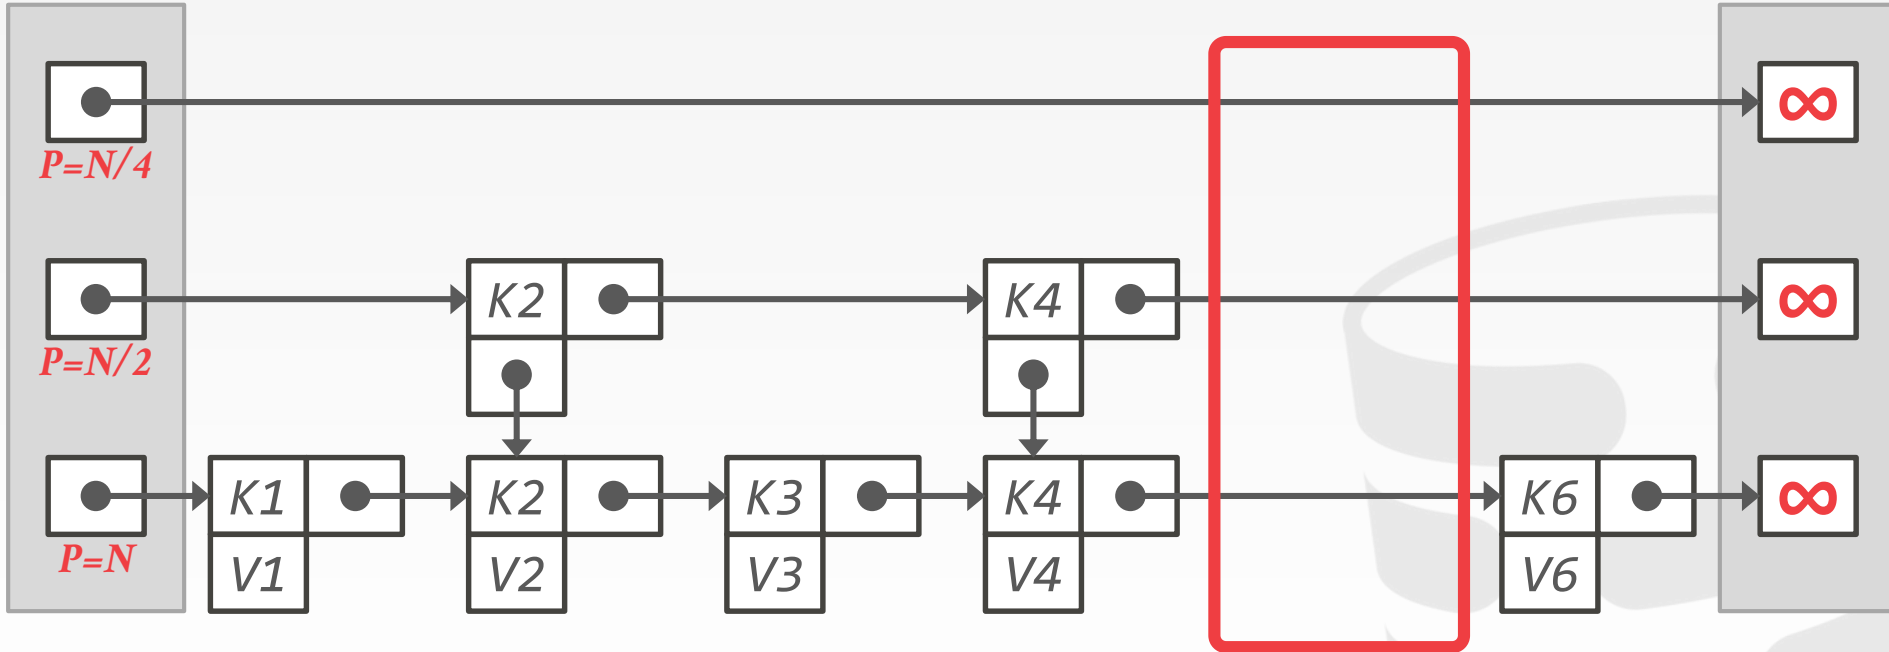 ∞
P=N/4
K2 K4 ∞
P=N/2
K1 K2 K3 K4 K6 ∞
P=N
V1 V2 V3 V4 V6